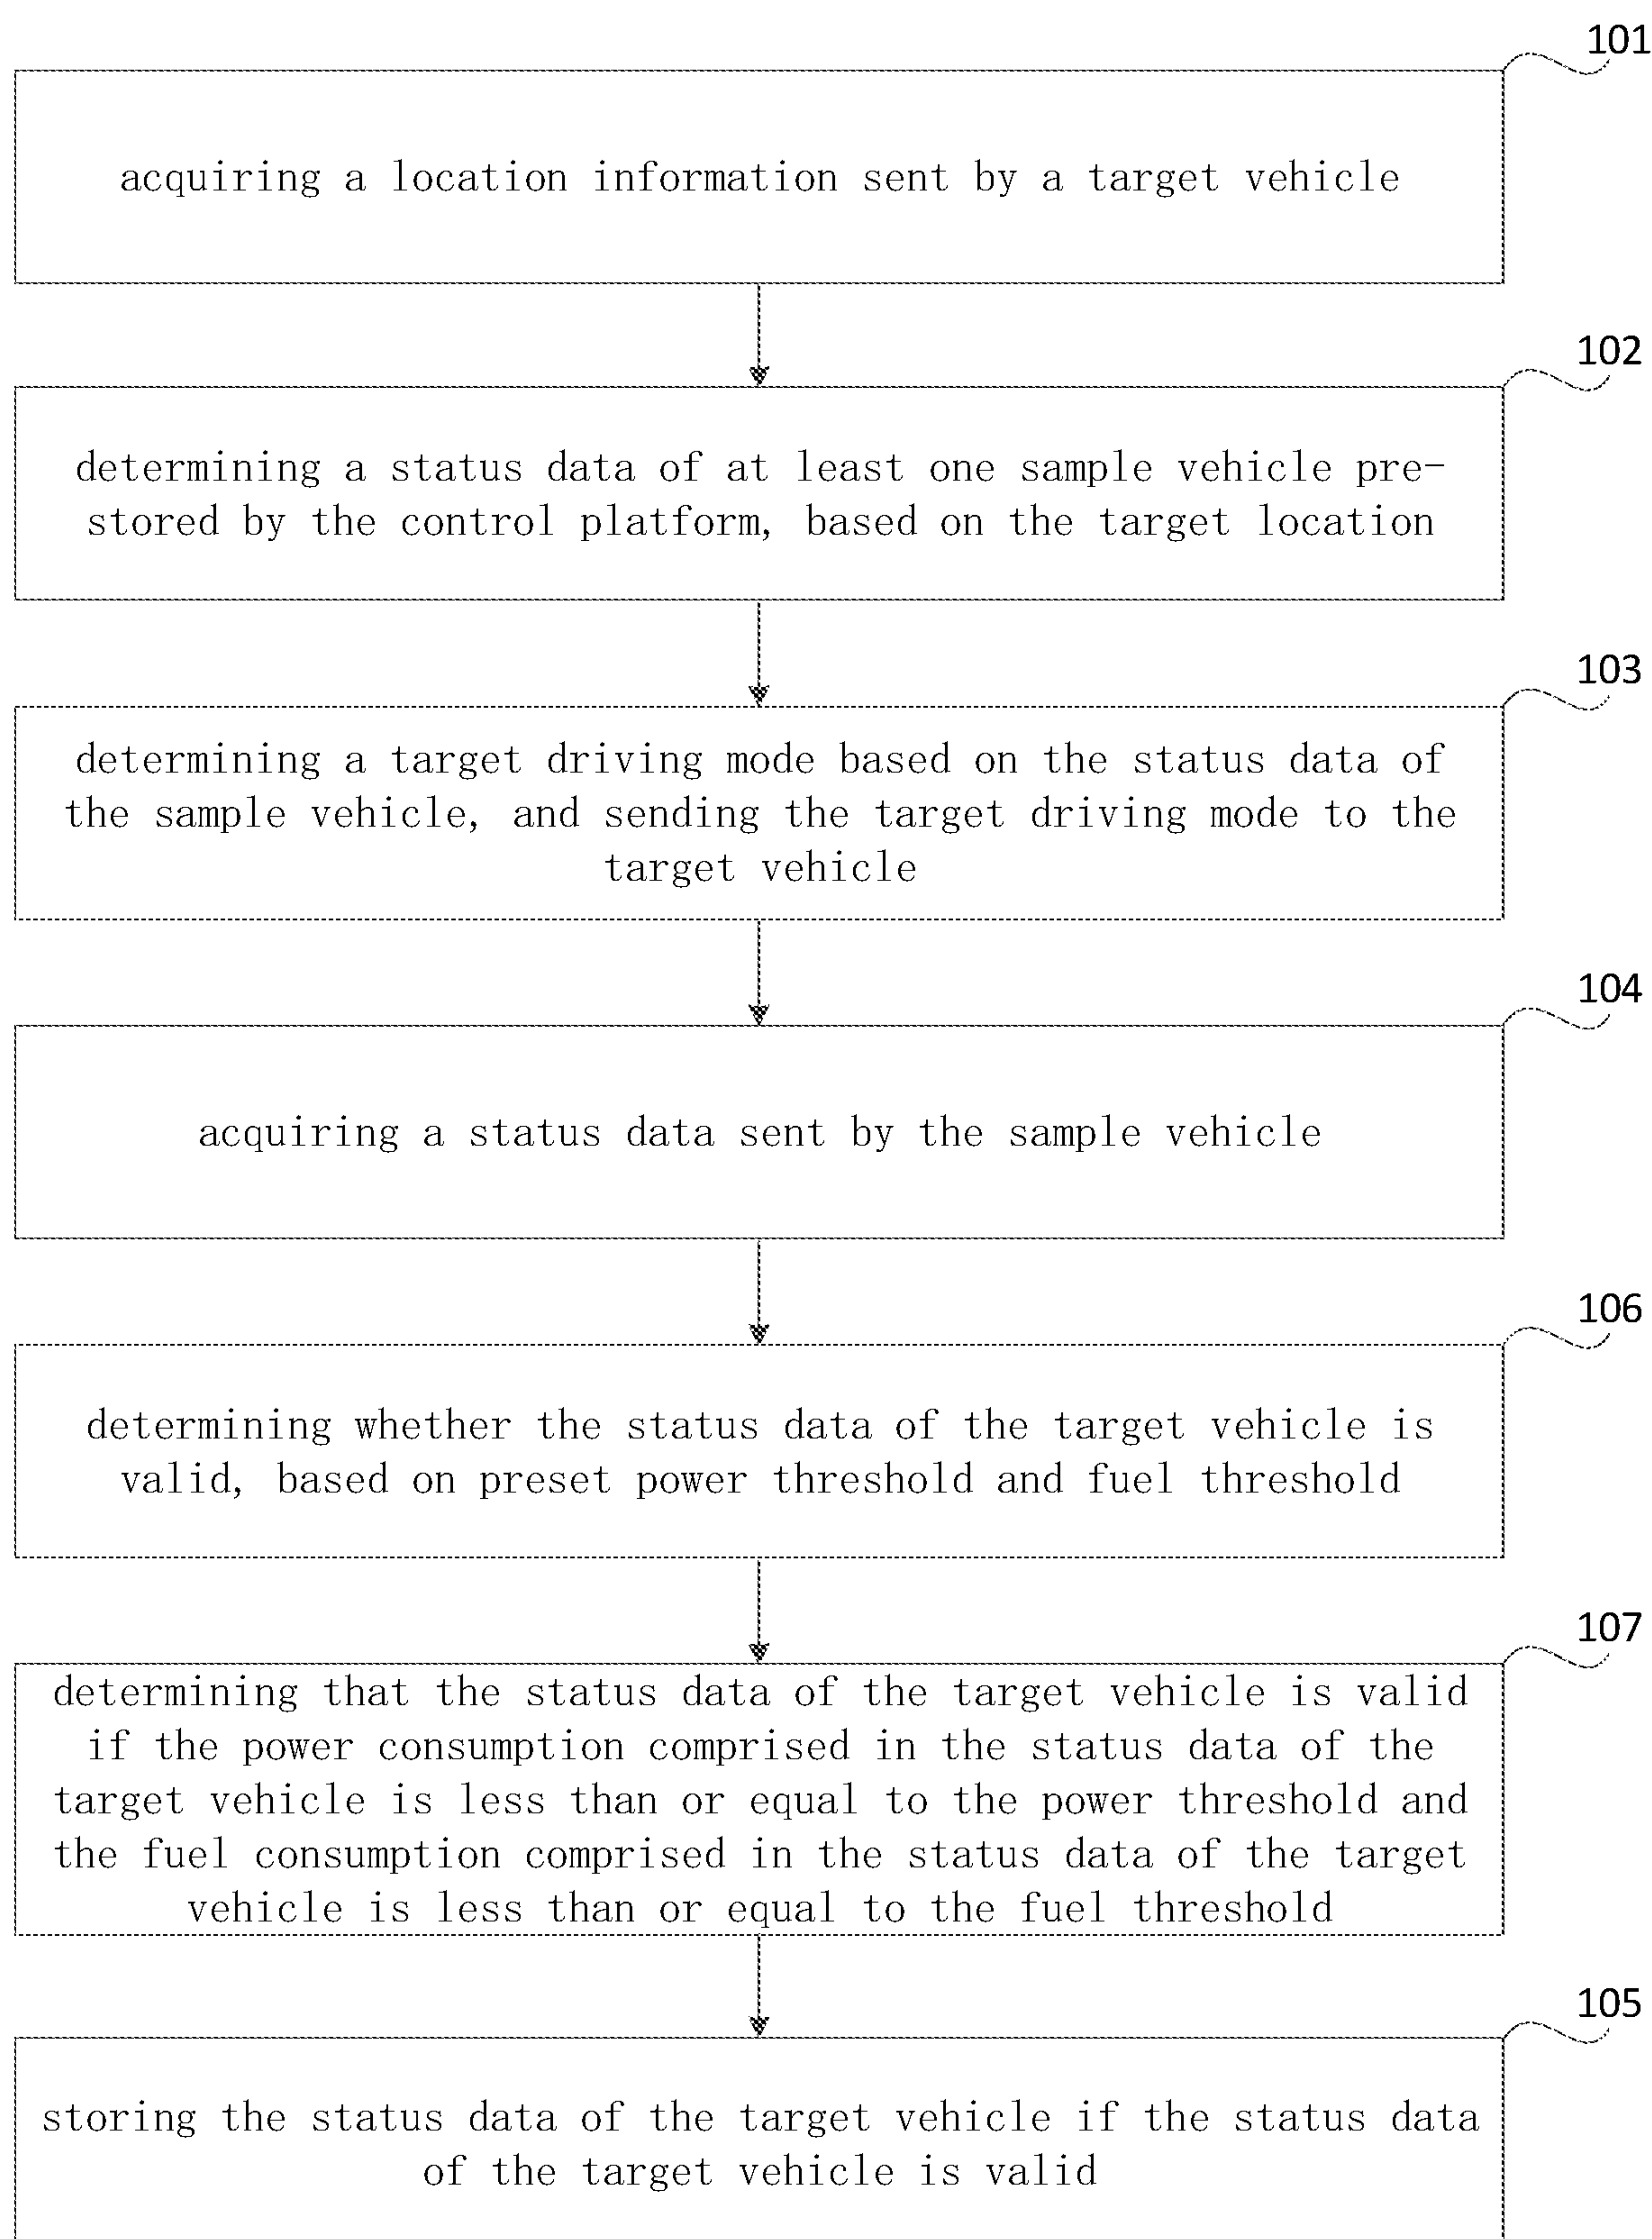 101
acquiring a location information sent by a target vehicle
102
determining a status data of at least one sample vehicle pre-
stored by the control platform, based on the target location
103
determining a target driving mode based on the status data of
the sample vehicle, and sending the target driving mode to the
target vehicle
104
acquiring a status data sent by the sample vehicle
106
determining whether the status data of the target vehicle is
valid, based on preset power threshold and fuel threshold
107
determining that the status data of the target vehicle is valid
if the power consumption comprised in the status data of the
target vehicle is less than or equal to the power threshold and
the fuel consumption comprised in the status data of the target
vehicle is less than or equal to the fuel threshold
105
storing the status data of the target vehicle if the status data
of the target vehicle is valid